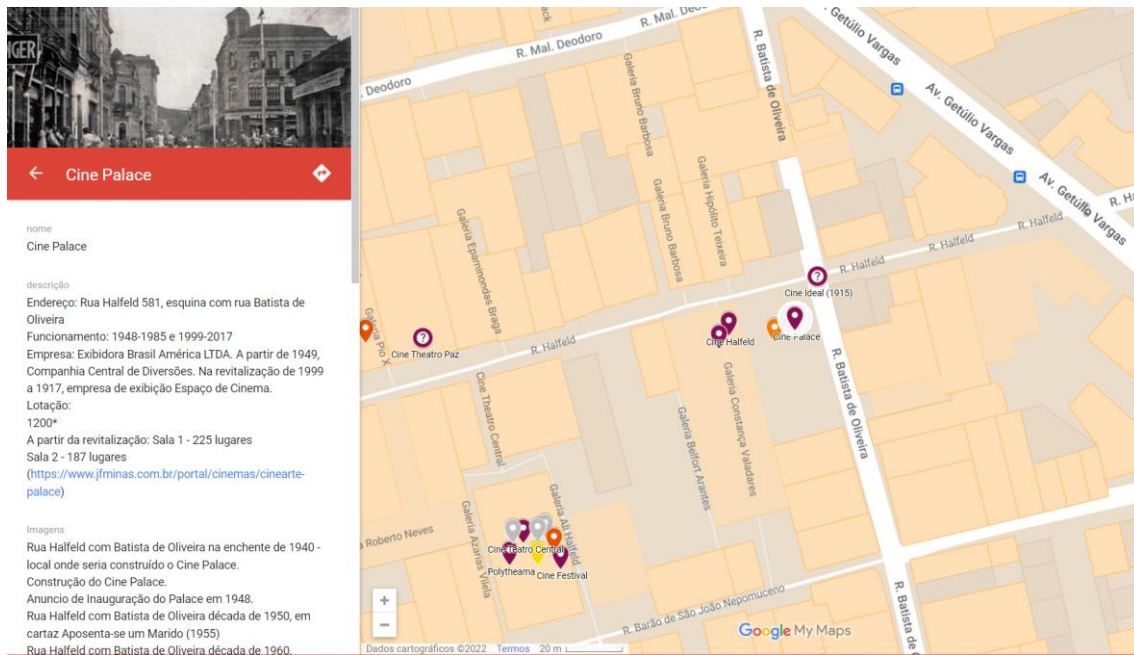 GER
Cine Palace
nome
Cine Palace
descrição
Endereço: Rua Halfeld 581, esquina com rua Batista de
Oliveira
Funcionamento: 1948-1985 e 1999-2017
Empresa: Exibidora Brasil América LTDA. A partir de 1949,
Companhia Central de Diversões. Na revitalização de 1999
a 1917, empresa de exibição Espaço de Cinema.
Lotação:
1200*
A partir da revitalização: Sala 1 - 225 lugares
Sala 2 - 187 lugares
(https://www.jfminas.com.br/portal/cinemas/cinearte-
palace)
Imagens
Rua Halfeld com Batista de Oliveira na enchente de 1940 -
local onde seria construído o Cine Palace.
Construção do Cine Palace.
Anuncio de Inauguração do Palace em 1948.
Rua Halfeld com Batista de Oliveira década de 1950, em
cartaz Aposenta-se um Marido (1955)
Rua Halfeld com Batista de Oliveira década de 1960.
R. Mal. Deodoro
R. Mal. Deodoro
Deodoro
R. Batista de Oliveira
Av. Getúlio Vargas
Av. Getúlio Vargas
Av. Getúlio Vargas
Galeria Bruno Barbosa
Galeria Bruno Barbosa
Galeria Hipólito Teixeira
Galeria Epaminondas Braga
Galeria Pio X
R. Halfeld
R. Halfeld
R. Halfeld
R. Ha
Cine Ideal (1915)
Cine Theatro Paz
Cine Halfeld
Cine Palace
Cine Theatro Central
Galeria Constança Valadares
Galeria Belfort Arantes
R. Batista de Oliveira
Galeria Azarias Vilela
Galeria Ali Halfeld
Roberto Neves
Cine Teatro Central
Polytheama
Cine Festival
R. Barão de São João Nepomuceno
R. Batista de
+
−
Google My Maps
Dados cartográficos ©2022 Termos 20 m